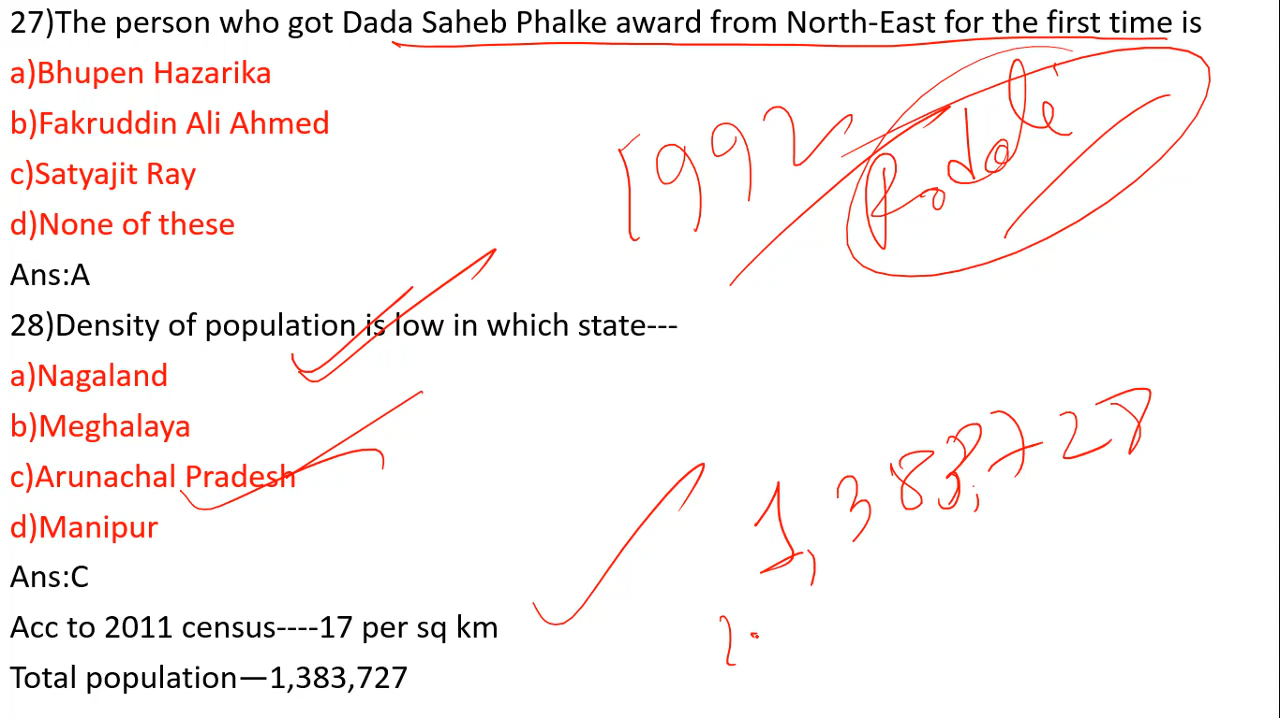 27)The person who got Dada Saheb Phalke award from North-East for the first time is
a)Bhupen Hazarika
b)Fakruddin Ali Ahmed
c)Satyajit Ray
d)None of these
Ans:A
1992
28)Density of population is low in which state---
a)Nagaland
b)Meghalaya
c)Arunachal Pradesh
d)Manipur
Ans:C
1,383,728
Acc to 2011 census----17 per sq km
Total population—1,383,727